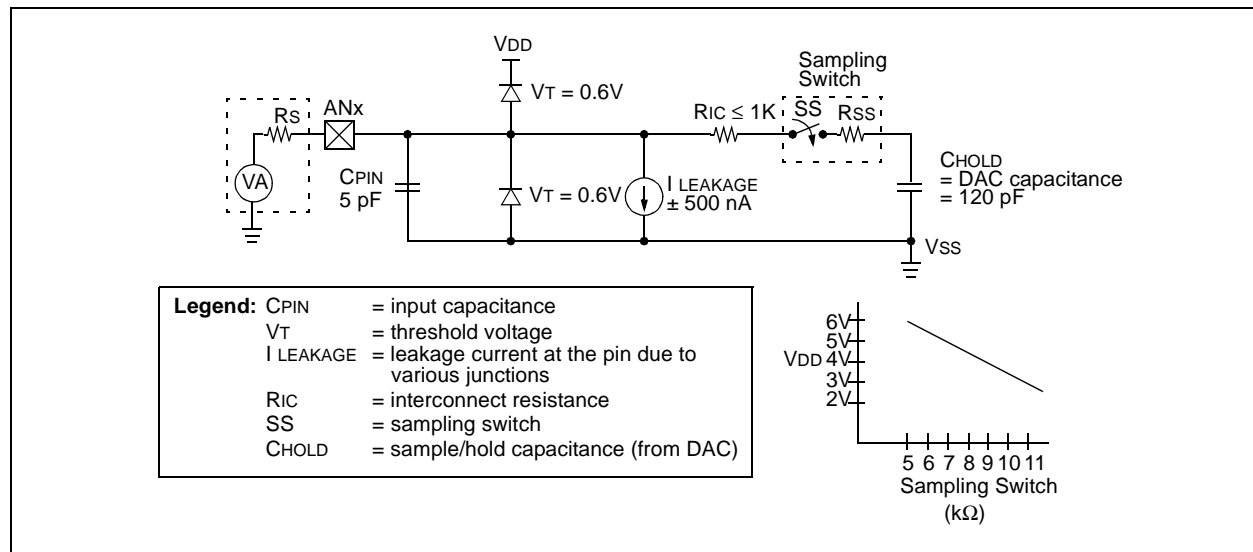 VDD
Sampling
Switch
VT = 0.6V
RS
ANx
RIC ≤ 1K
SS
RSS
VA
CPIN
5 pF
VT = 0.6V
I LEAKAGE
± 500 nA
CHOLD
= DAC capacitance
= 120 pF
VSS
Legend: CPIN = input capacitance
VT = threshold voltage
I LEAKAGE = leakage current at the pin due to
various junctions
RIC = interconnect resistance
SS = sampling switch
CHOLD = sample/hold capacitance (from DAC)
6V
5V
VDD 4V
3V
2V
5 6 7 8 9 10 11
Sampling Switch
(kΩ)